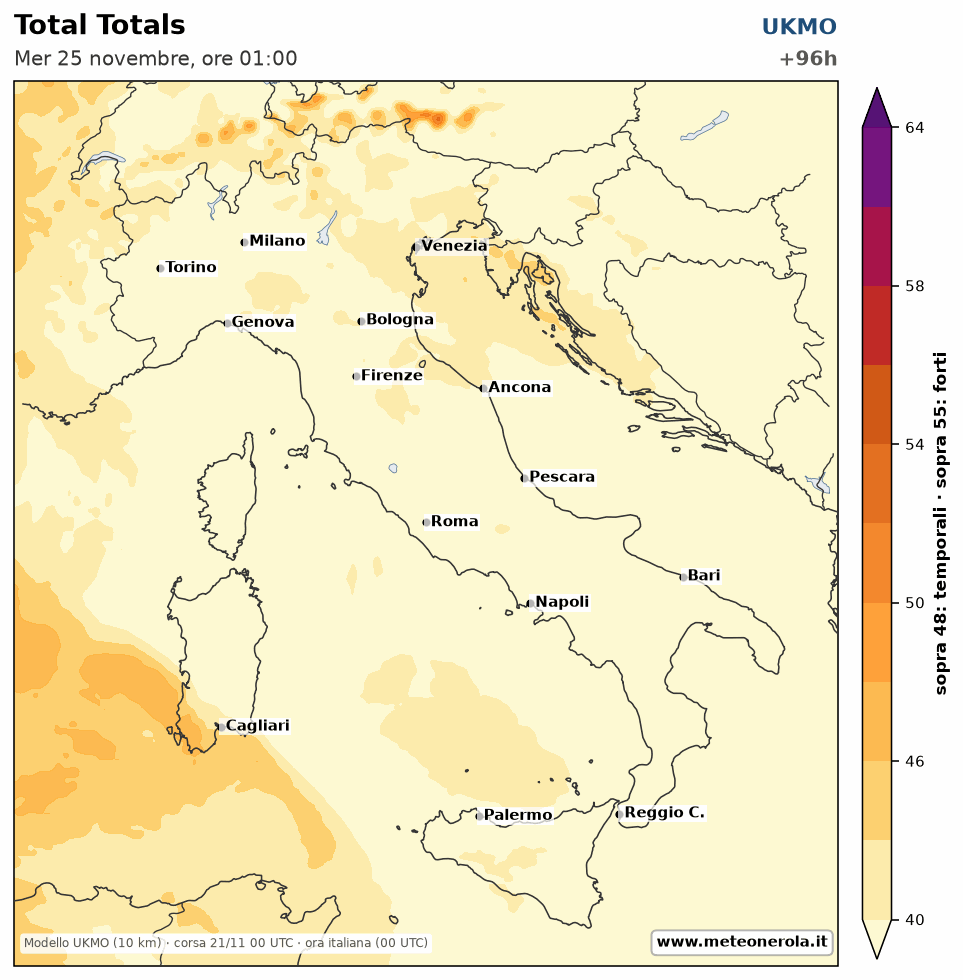 Total Totals
UKMO
Mer 25 novembre, ore 01:00
+96h
64
58
54
50
46
40
sopra 48: temporali · sopra 55: forti
Milano
Venezia
Torino
Genova
Bologna
Firenze
Ancona
Pescara
Roma
Bari
Napoli
Cagliari
Palermo
Reggio C.
Modello UKMO (10 km) · corsa 21/11 00 UTC · ora italiana (00 UTC)
www.meteonerola.it